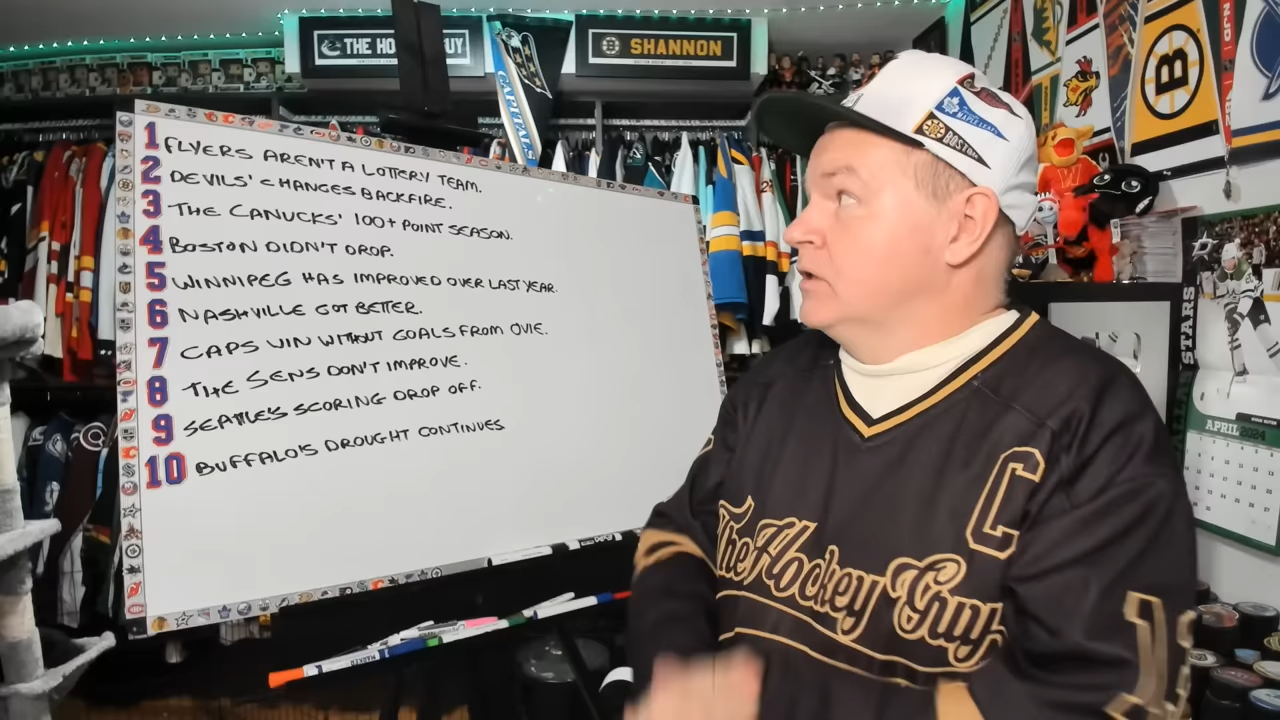 THE HO GUY
SHANNON
CAPITALS
MAPLE LEAFS
BOSTON
B
1 FLYERS AREN'T A LOTTERY TEAM.
2 DEVILS' CHANGES BACKFIRE.
3 THE CANUCKS' 100+ POINT SEASON.
4 BOSTON DIDN'T DROP.
5 WINNIPEG HAS IMPROVED OVER LAST YEAR.
6 NASHVILLE GOT BETTER.
7 CAPS WIN WITHOUT GOALS FROM OVIE.
8 THE SENS DON'T IMPROVE.
9 SEATTLE'S SCORING DROP OFF.
10 BUFFALO'S DROUGHT CONTINUES
STARS
APRIL 2024
C
The Hockey Guy